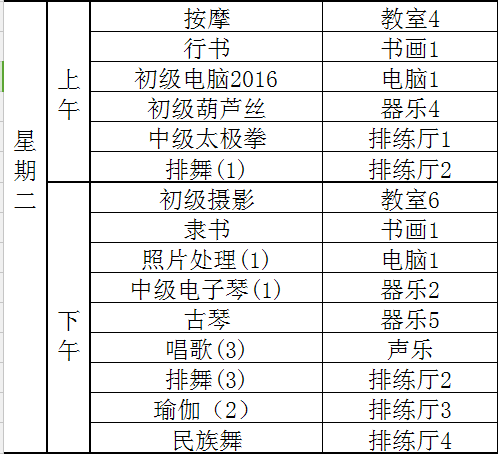 星期二
上午
按摩 教室4
行书 书画1
初级电脑2016 电脑1
初级葫芦丝 器乐4
中级太极拳 排练厅1
排舞(1) 排练厅2
下午
初级摄影 教室6
隶书 书画1
照片处理(1) 电脑1
中级电子琴(1) 器乐2
古琴 器乐5
唱歌(3) 声乐
排舞(3) 排练厅2
瑜伽（2） 排练厅3
民族舞 排练厅4